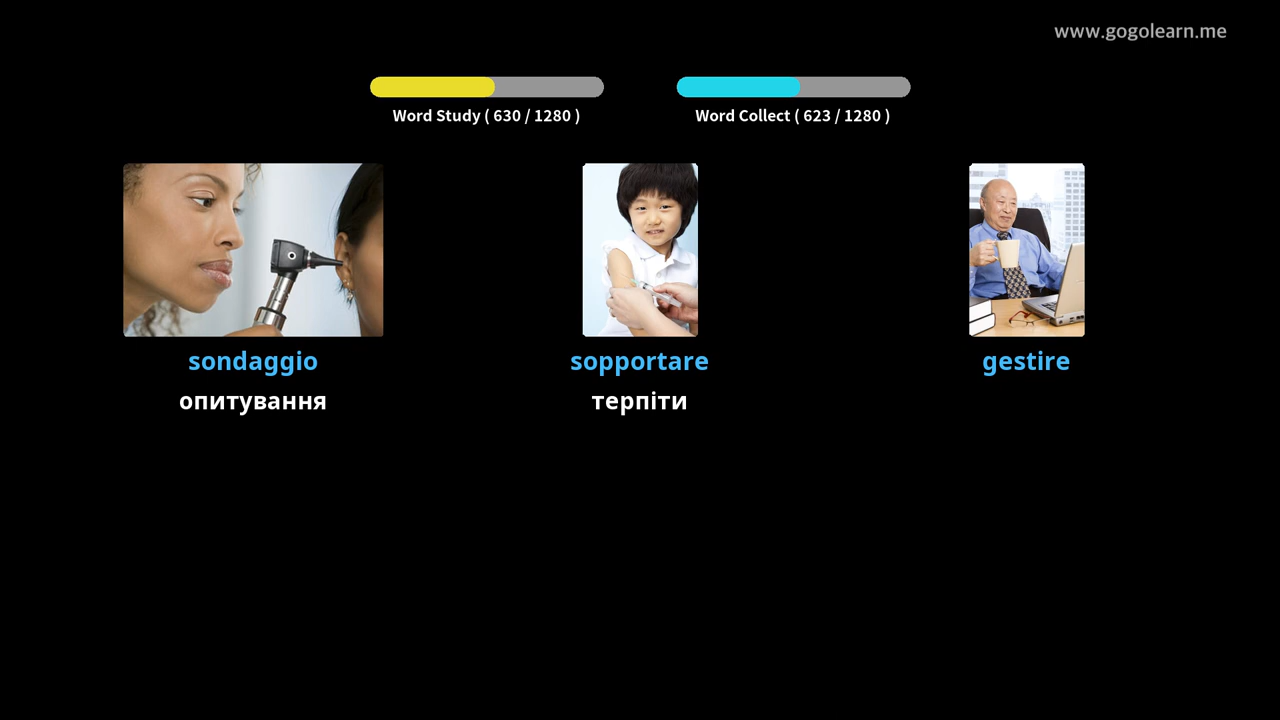 www.gogolearn.me
Word Study ( 630 / 1280 )
Word Collect ( 623 / 1280 )
sondaggio
sopportare
gestire
опитування
терпіти